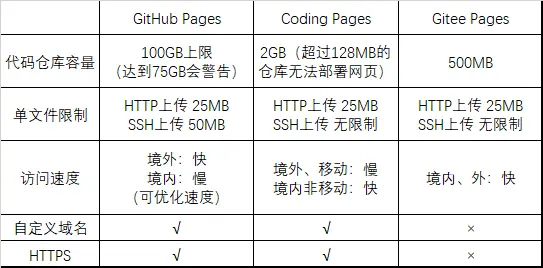 GitHub Pages Coding Pages Gitee Pages
代码仓库容量 100GB上限 2GB（超过128MB的 500MB
（达到75GB会警告） 仓库无法部署网页）
单文件限制 HTTP上传 25MB HTTP上传 25MB HTTP上传 25MB
SSH上传 50MB SSH上传 无限制 SSH上传 无限制
访问速度 境外：快 境外、移动：慢 境内、外：快
境内：慢 境内非移动：快
（可优化速度）
自定义域名 √ √ ×
HTTPS √ √ ×